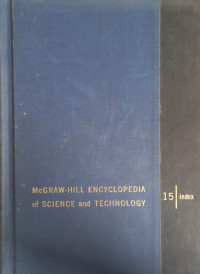 McGRAW-HILL ENCYCLOPEDIA
of SCIENCE and TECHNOLOGY
15 index